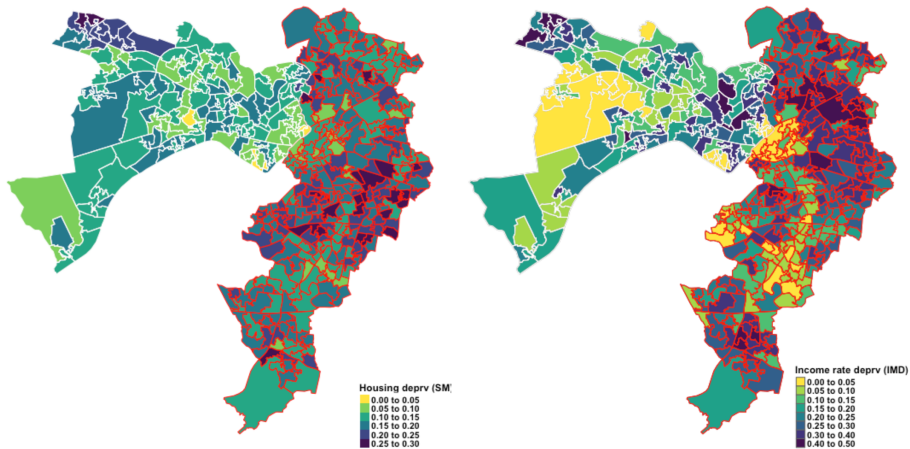 Housing deprv (SM)
0.00 to 0.05
0.05 to 0.10
0.10 to 0.15
0.15 to 0.20
0.20 to 0.25
0.25 to 0.30
Income rate deprv (IMD)
0.00 to 0.05
0.05 to 0.10
0.10 to 0.15
0.15 to 0.20
0.20 to 0.25
0.25 to 0.30
0.30 to 0.40
0.40 to 0.50